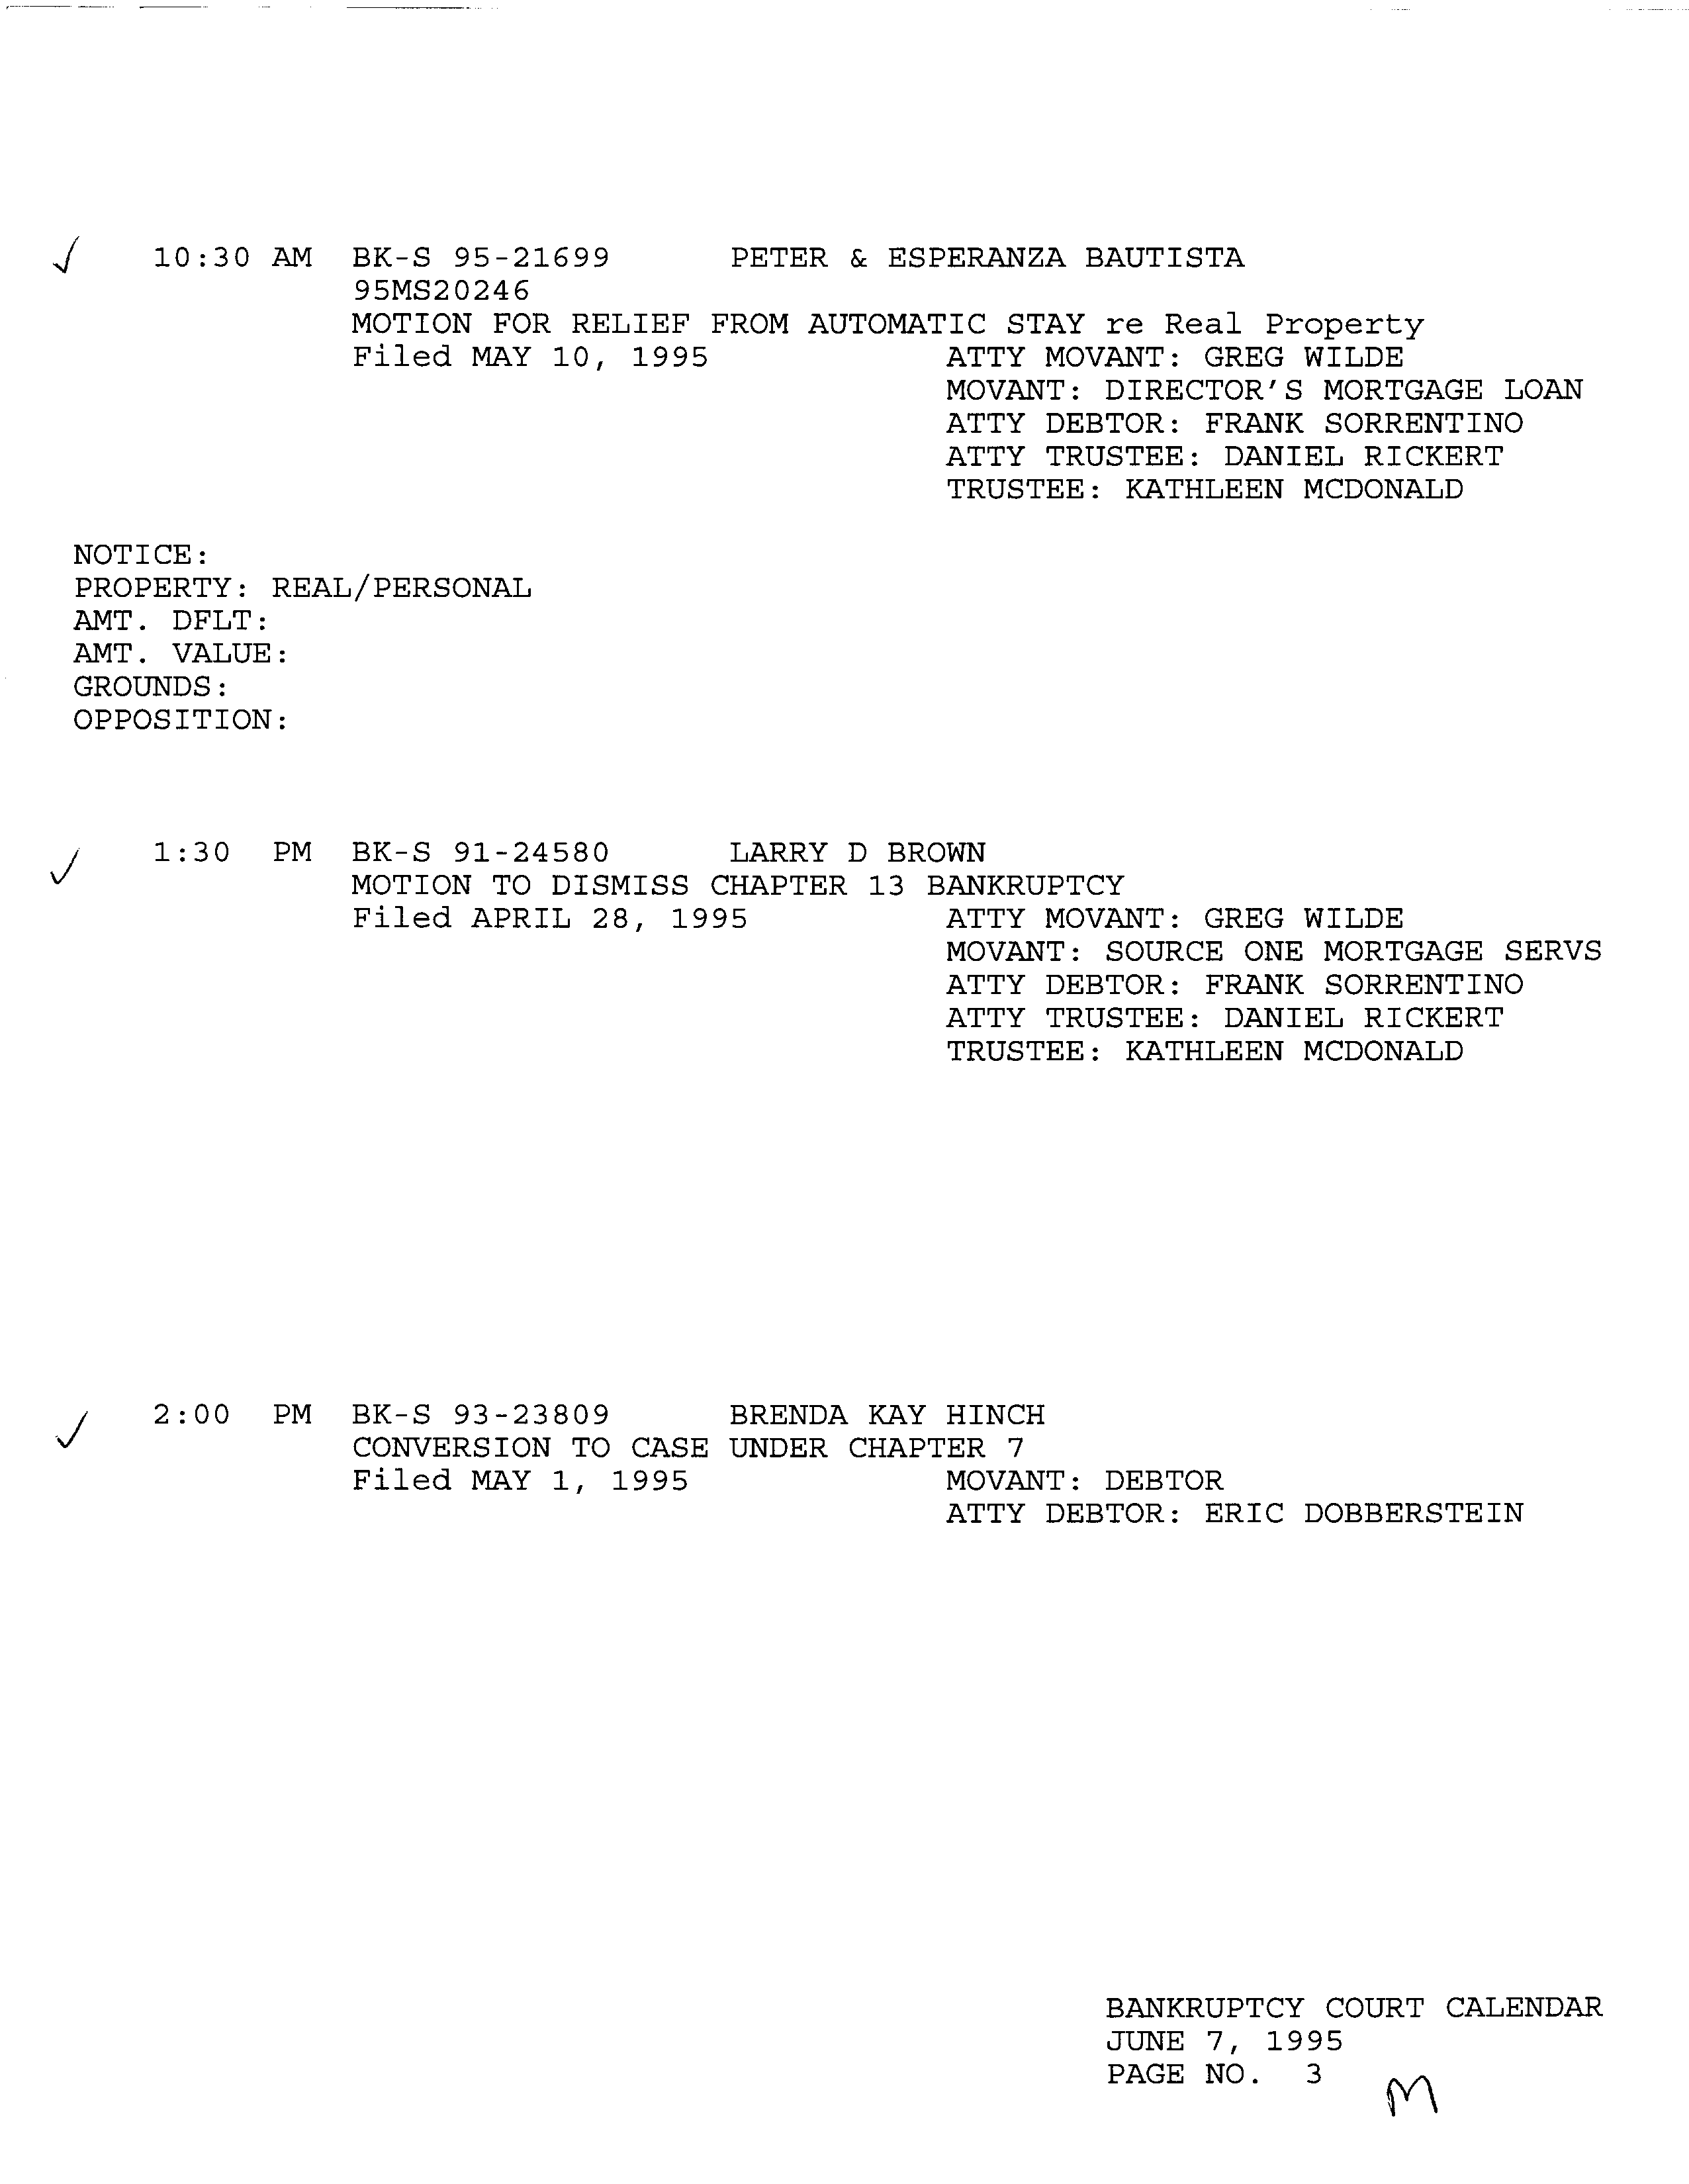 10:30 AM BK-S 95-21699 PETER & ESPERANZA BAUTISTA
95MS20246
MOTION FOR RELIEF FROM AUTOMATIC STAY re Real Property
Filed MAY 10, 1995 ATTY MOVANT: GREG WILDE
MOVANT: DIRECTOR'S MORTGAGE LOAN
ATTY DEBTOR: FRANK SORRENTINO
ATTY TRUSTEE: DANIEL RICKERT
TRUSTEE: KATHLEEN MCDONALD
NOTICE:
PROPERTY: REAL/PERSONAL
AMT. DFLT:
AMT. VALUE:
GROUNDS:
OPPOSITION:
1:30 PM BK-S 91-24580 LARRY D BROWN
MOTION TO DISMISS CHAPTER 13 BANKRUPTCY
Filed APRIL 28, 1995 ATTY MOVANT: GREG WILDE
MOVANT: SOURCE ONE MORTGAGE SERVS
ATTY DEBTOR: FRANK SORRENTINO
ATTY TRUSTEE: DANIEL RICKERT
TRUSTEE: KATHLEEN MCDONALD
2:00 PM BK-S 93-23809 BRENDA KAY HINCH
CONVERSION TO CASE UNDER CHAPTER 7
Filed MAY 1, 1995 MOVANT: DEBTOR
ATTY DEBTOR: ERIC DOBBERSTEIN
BANKRUPTCY COURT CALENDAR
JUNE 7, 1995
PAGE NO. 3
M